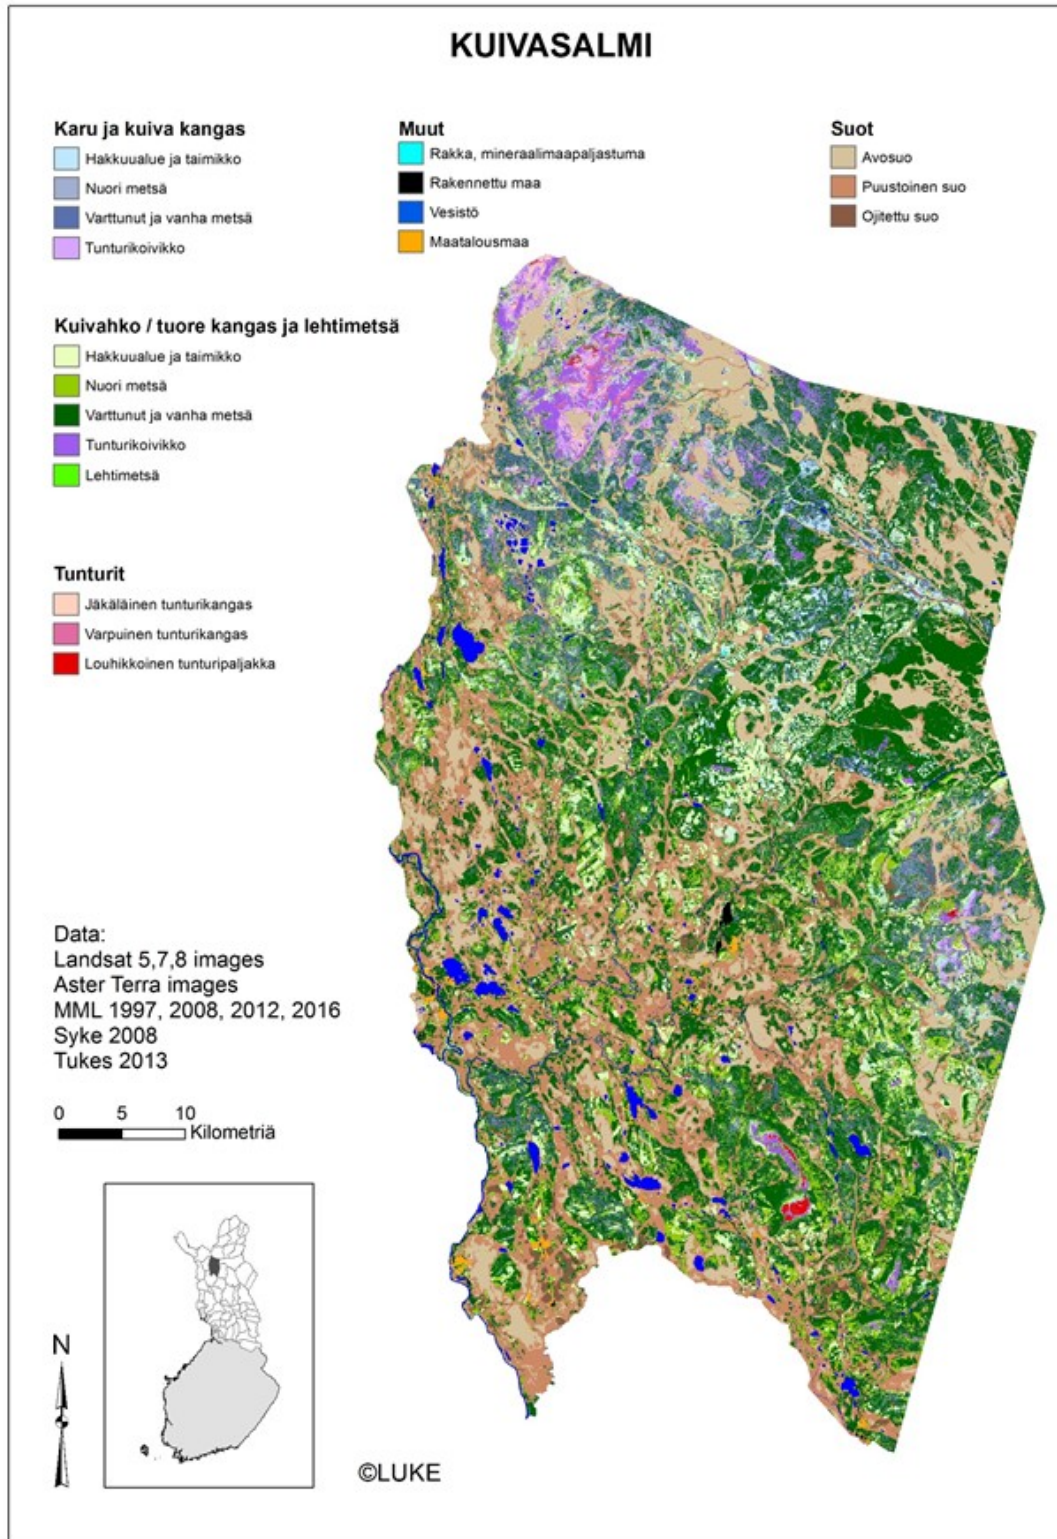 KUIVASALMI
Karu ja kuiva kangas
Hakkuualue ja taimikko
Nuori metsä
Varttunut ja vanha metsä
Tunturikoivikko
Muut
Rakka, mineraalimaapaljastuma
Rakennettu maa
Vesistö
Maatalousmaa
Suot
Avosuo
Puustoinen suo
Ojitettu suo
Kuivahko / tuore kangas ja lehtimetsä
Hakkuualue ja taimikko
Nuori metsä
Varttunut ja vanha metsä
Tunturikoivikko
Lehtimetsä
Tunturit
Jäkäläinen tunturikangas
Varpuinen tunturikangas
Louhikkoinen tunturipaljakka
Data:
Landsat 5,7,8 images
Aster Terra images
MML 1997, 2008, 2012, 2016
Syke 2008
Tukes 2013
0 5 10
Kilometriä
N
©LUKE